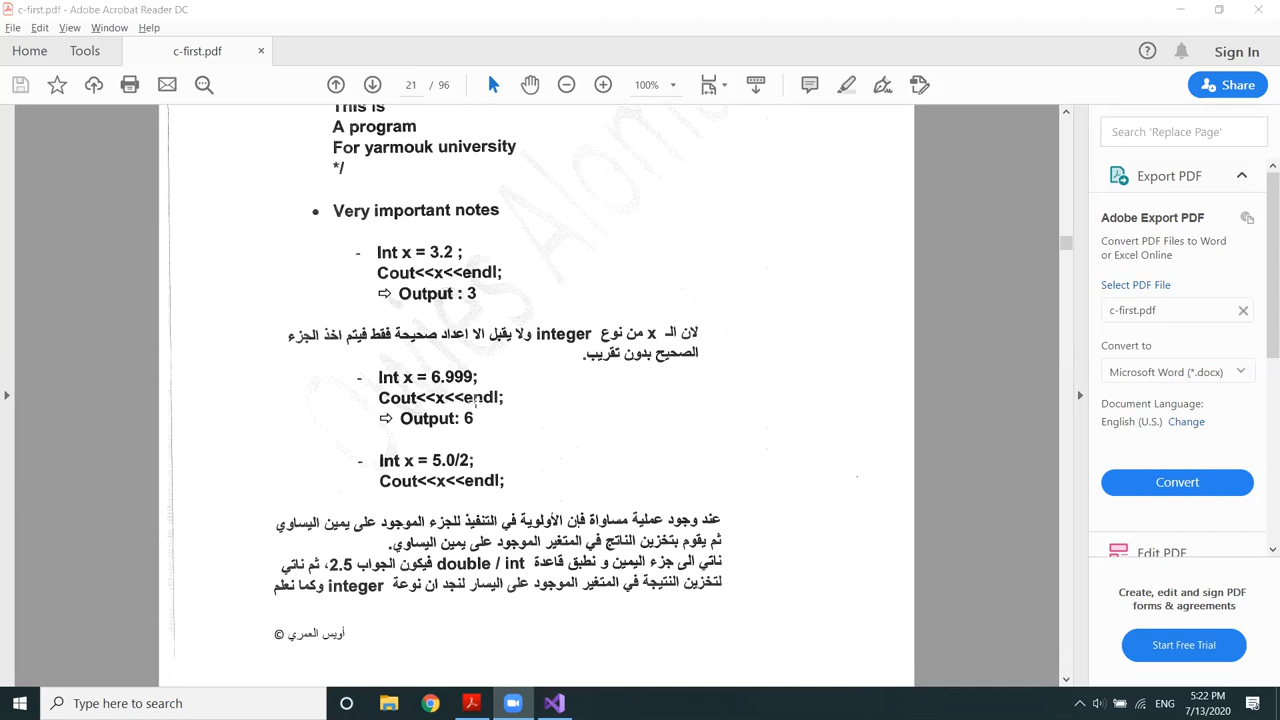 c-first.pdf - Adobe Acrobat Reader DC
File Edit View Window Help
Home Tools c-first.pdf × Sign In
21 / 96 100% Share
This is
A program
For yarmouk university
*/
• Very important notes
- Int x = 3.2 ;
Cout<<x<<endl;
⇨ Output : 3
لان الـ x من نوع integer ولا يقبل الا اعداد صحيحة فقط فيتم اخذ الجزء
الصحيح بدون تقريب.
- Int x = 6.999;
Cout<<x<<endl;
⇨ Output: 6
- Int x = 5.0/2;
Cout<<x<<endl;
عند وجود عملية مساواة فإن الأولوية في التنفيذ للجزء الموجود على يمين اليساوي
ثم يقوم بتخزين الناتج في المتغير الموجود على يمين اليساوي.
ناتي الى جزء اليمين و نطبق قاعدة double / int فيكون الجواب 2.5، ثم ناتي
لتخزين النتيجة في المتغير الموجود على اليسار لنجد ان نوعة integer وكما نعلم
أويس العمري ©
Search 'Replace Page'
Export PDF
Adobe Export PDF
Convert PDF Files to Word
or Excel Online
Select PDF File
c-first.pdf
Convert to
Microsoft Word (*.docx)
Document Language:
English (U.S.) Change
Convert
Edit PDF
Create, edit and sign PDF
forms & agreements
Start Free Trial
Type here to search
ENG
5:22 PM
7/13/2020